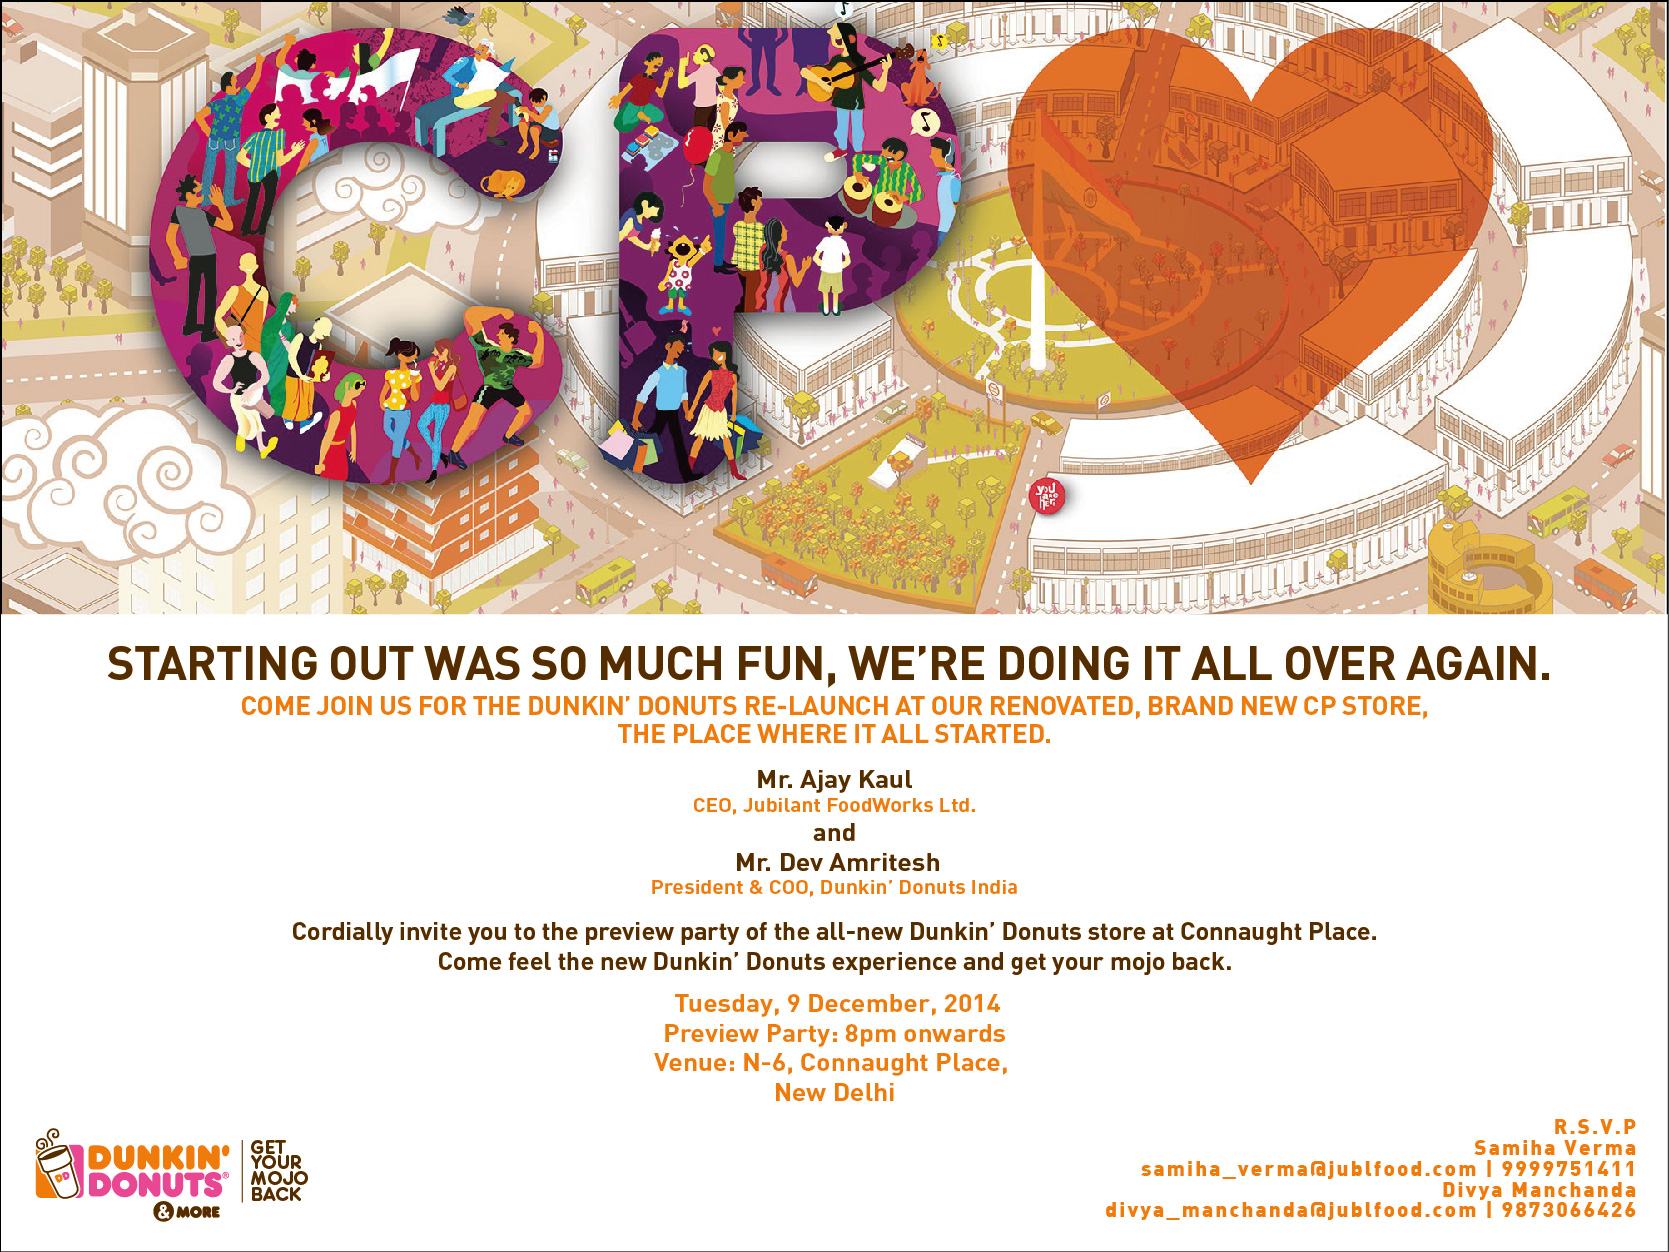 CP
you are here
STARTING OUT WAS SO MUCH FUN, WE'RE DOING IT ALL OVER AGAIN.
COME JOIN US FOR THE DUNKIN' DONUTS RE-LAUNCH AT OUR RENOVATED, BRAND NEW CP STORE,
THE PLACE WHERE IT ALL STARTED.
Mr. Ajay Kaul
CEO, Jubilant FoodWorks Ltd.
and
Mr. Dev Amritesh
President & COO, Dunkin' Donuts India
Cordially invite you to the preview party of the all-new Dunkin' Donuts store at Connaught Place.
Come feel the new Dunkin' Donuts experience and get your mojo back.
Tuesday, 9 December, 2014
Preview Party: 8pm onwards
Venue: N-6, Connaught Place,
New Delhi
DD
DUNKIN'
DONUTS®
& MORE
GET
YOUR
MOJO
BACK
R.S.V.P
Samiha Verma
samiha_verma@jublfood.com | 9999751411
Divya Manchanda
divya_manchanda@jublfood.com | 9873066426